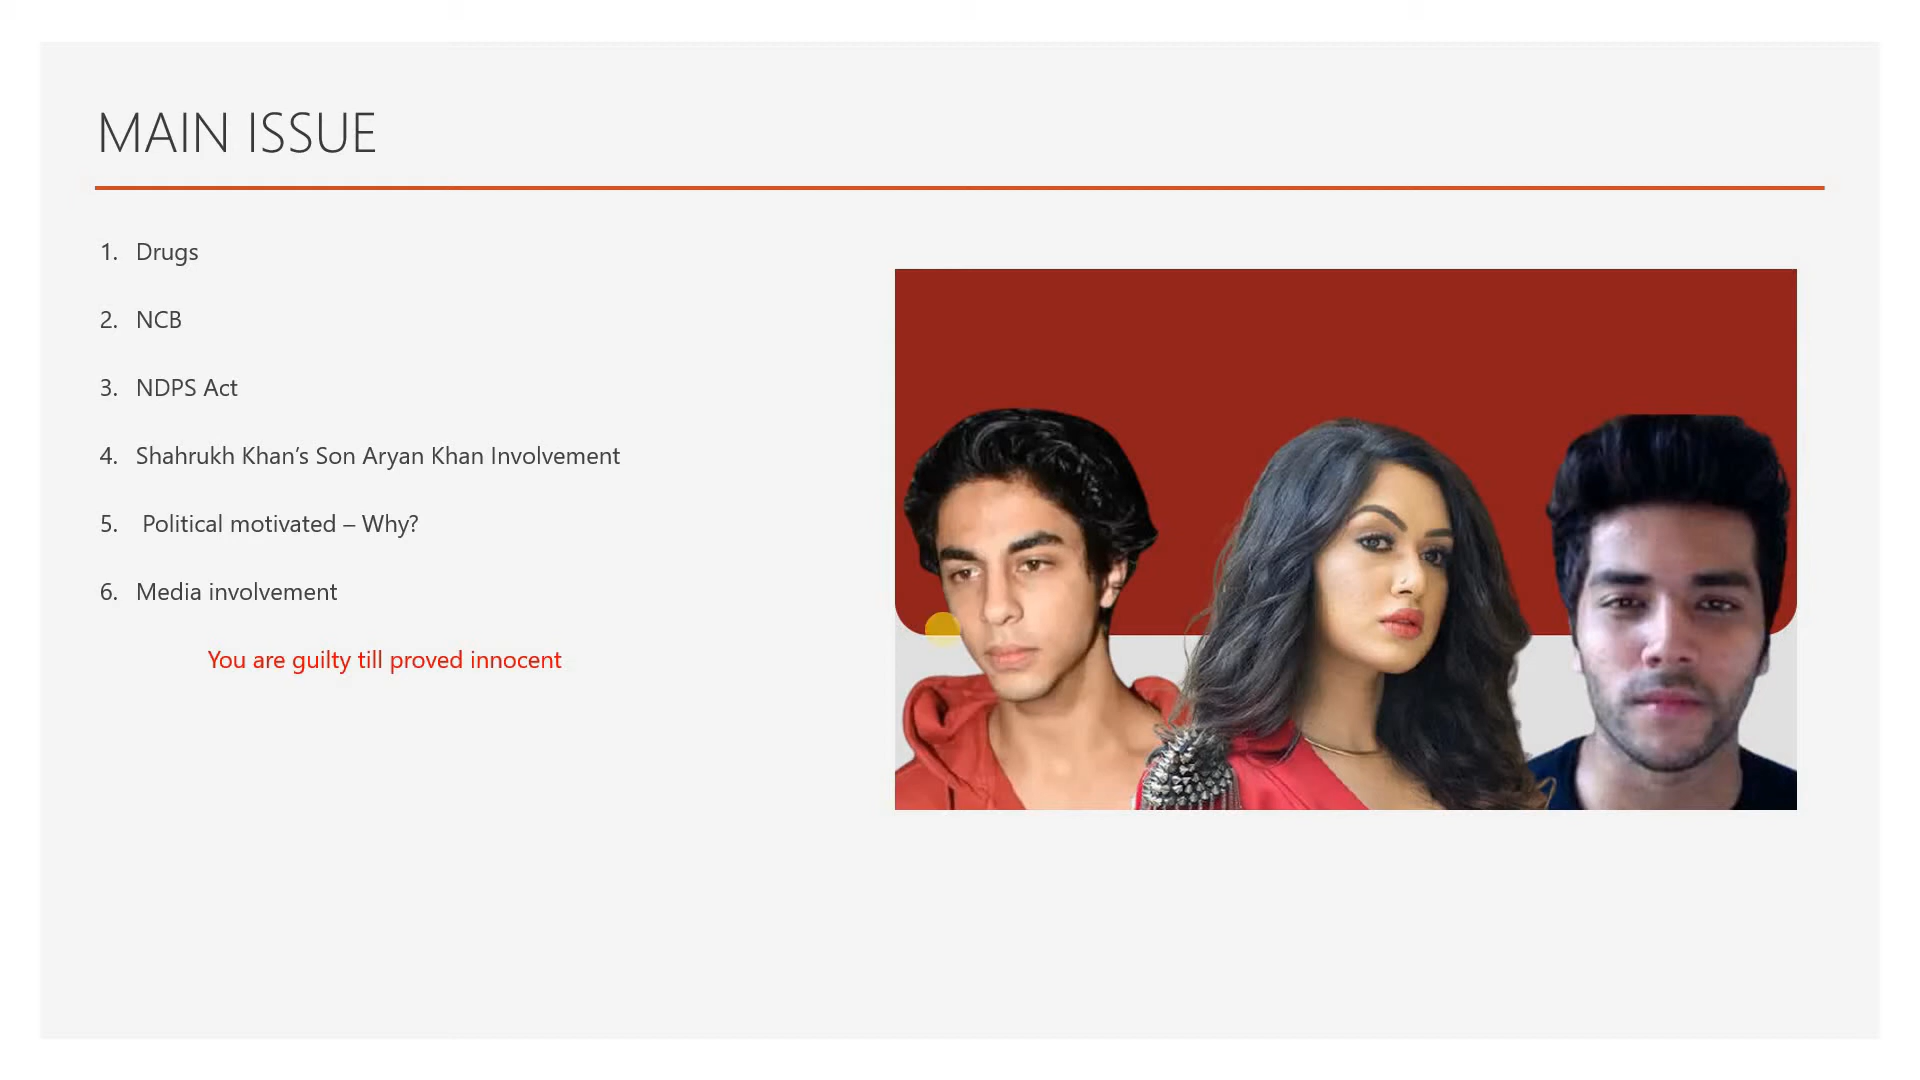 MAIN ISSUE
1. Drugs
2. NCB
3. NDPS Act
4. Shahrukh Khan’s Son Aryan Khan Involvement
5. Political motivated – Why?
6. Media involvement
You are guilty till proved innocent